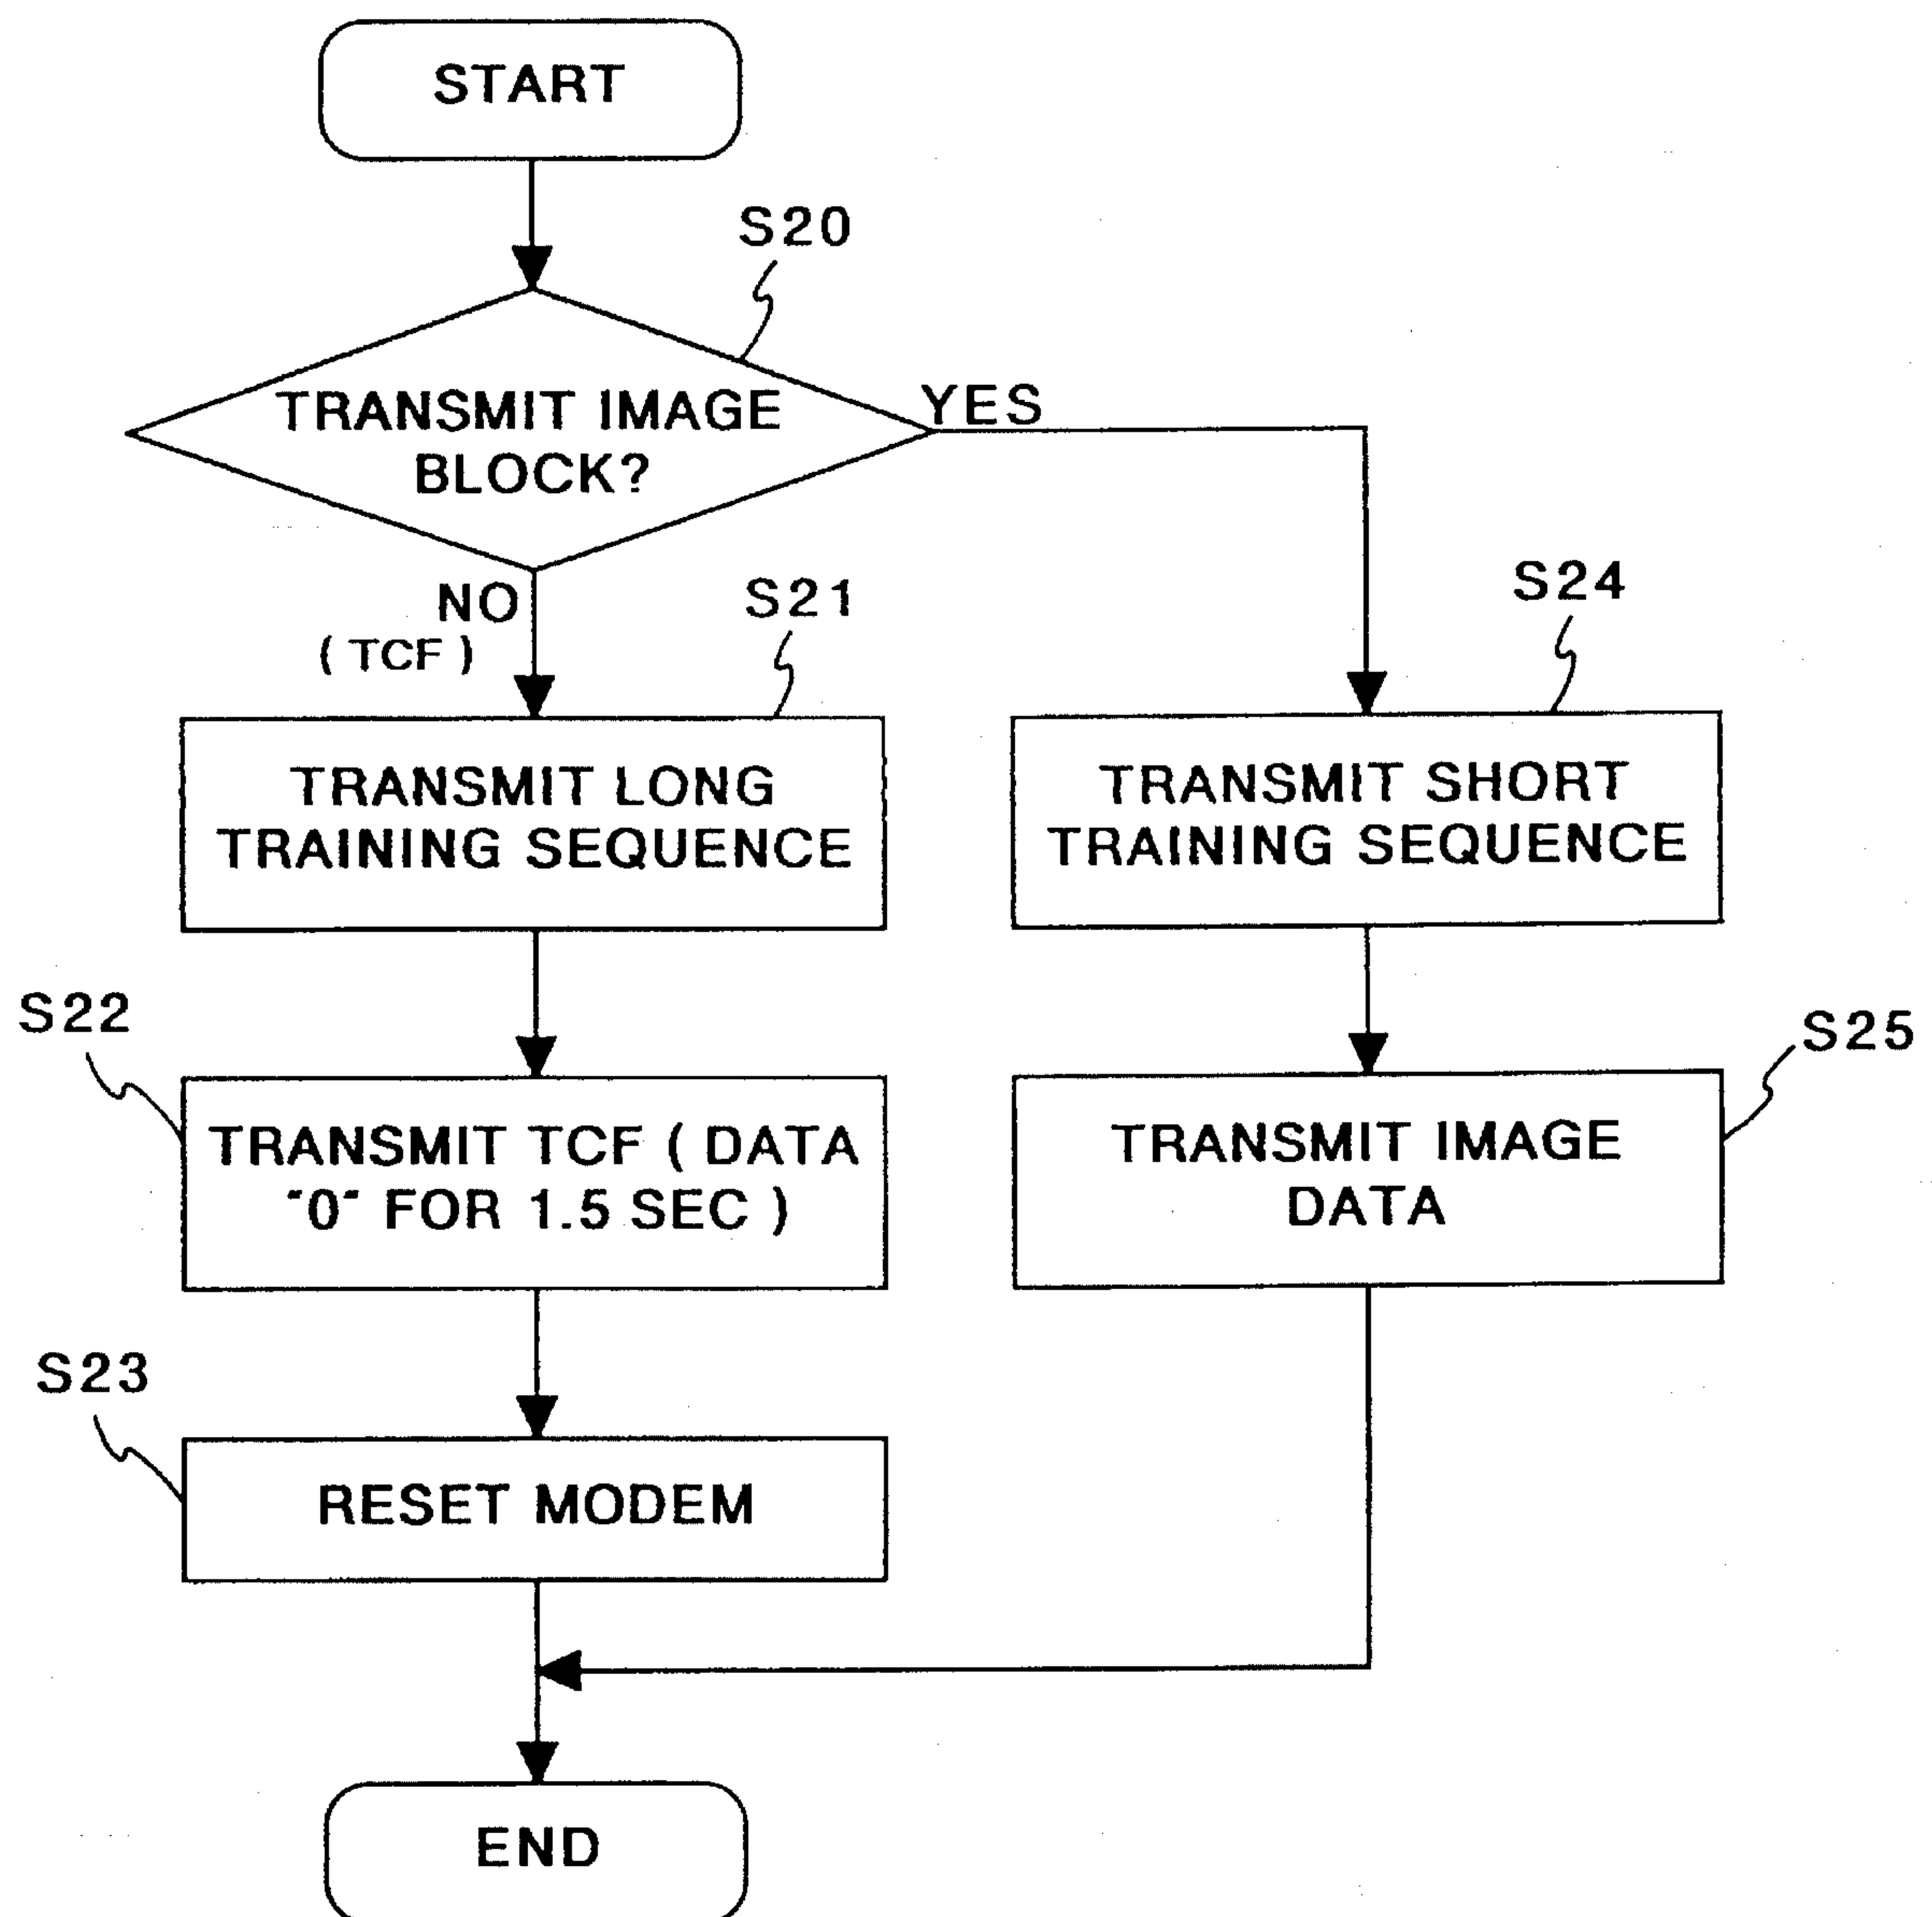 START
S20
TRANSMIT IMAGE
BLOCK?
YES
NO
( TCF )
S21
S24
TRANSMIT LONG
TRAINING SEQUENCE
TRANSMIT SHORT
TRAINING SEQUENCE
S22
S25
TRANSMIT TCF ( DATA
"0" FOR 1.5 SEC )
TRANSMIT IMAGE
DATA
S23
RESET MODEM
END